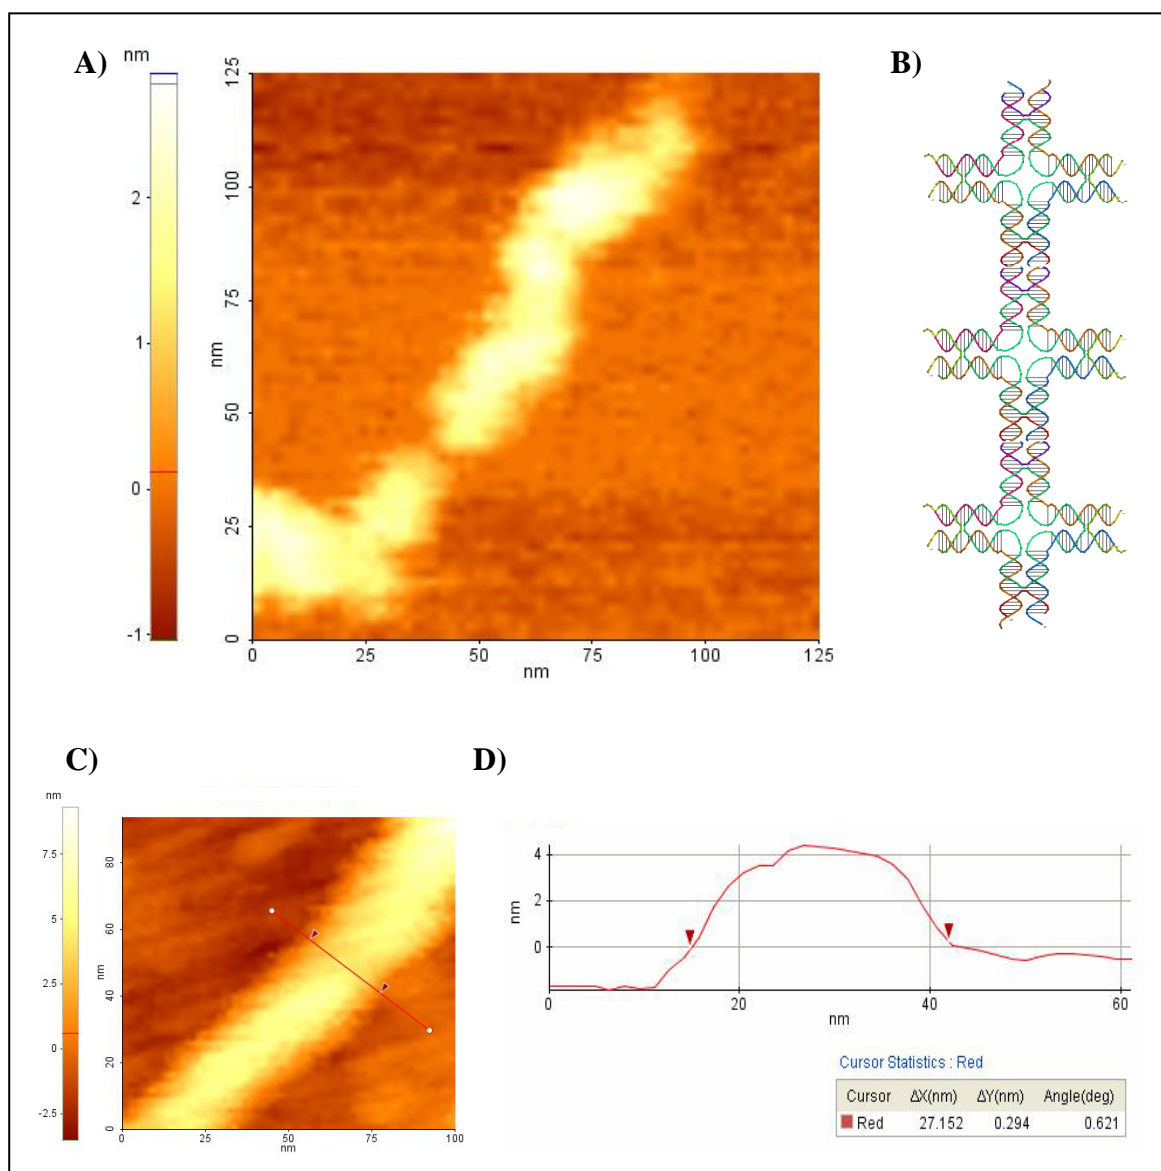 A)
nm
2
1
0
-1
125
100
75
50
25
0
nm
0 25 50 75 100 125
nm
B)
C)
nm
7.5
5
2.5
0
-2.5
80
60
40
20
0
nm
0 25 50 75 100
nm
D)
4
2
0
nm
0 20 40 60
nm
Cursor Statistics : Red
Cursor ΔX(nm) ΔY(nm) Angle(deg)
Red 27.152 0.294 0.621